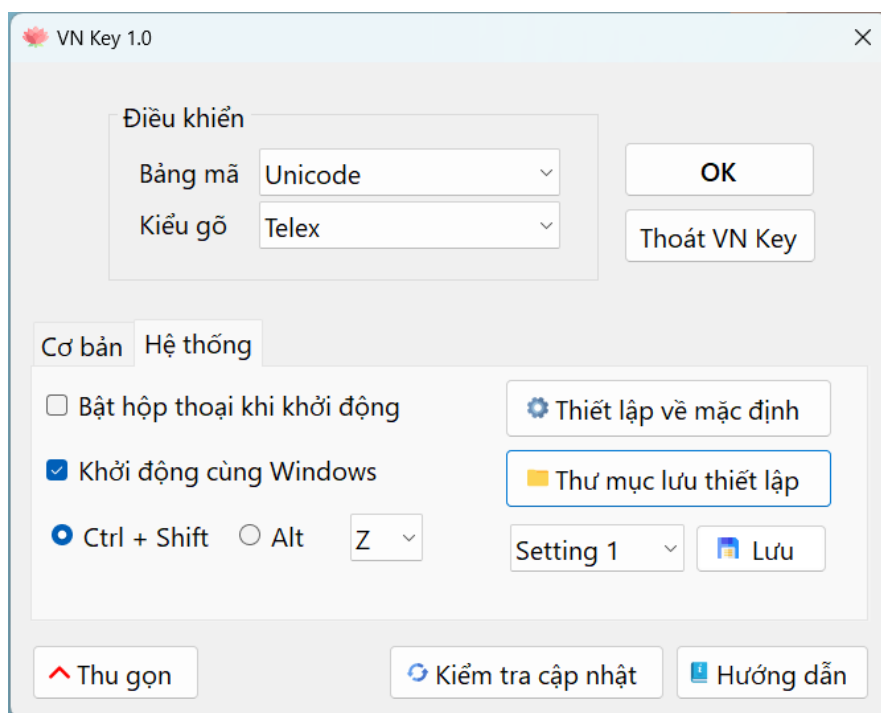 VN Key 1.0
Điều khiển
Bảng mã Unicode
OK
Kiểu gõ Telex
Thoát VN Key
Cơ bản Hệ thống
Bật hộp thoại khi khởi động
Thiết lập về mặc định
Khởi động cùng Windows
Thư mục lưu thiết lập
Ctrl + Shift Alt Z
Setting 1 Lưu
Thu gọn Kiểm tra cập nhật Hướng dẫn